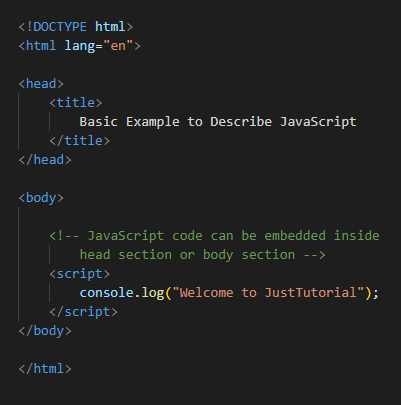 <!DOCTYPE html>
<html lang="en">
<head>
<title>
Basic Example to Describe JavaScript
</title>
</head>
<body>
<!-- JavaScript code can be embedded inside
head section or body section -->
<script>
console.log("Welcome to JustTutorial");
</script>
</body>
</html>